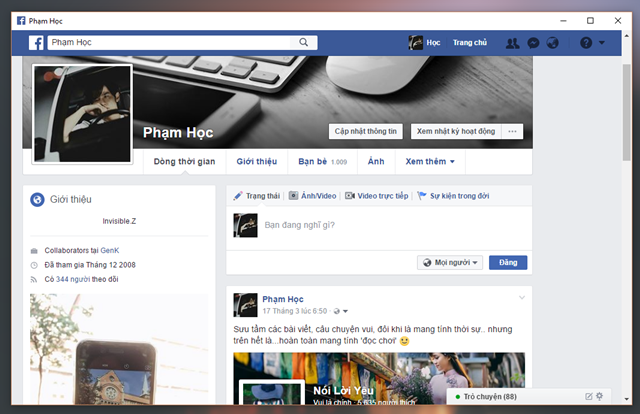 Phạm Học
Phạm Học
Học
Trang chủ
Phạm Học
Cập nhật thông tin
Xem nhật ký hoạt động
Dòng thời gian
Giới thiệu
Bạn bè 1.009
Ảnh
Xem thêm
Giới thiệu
Invisible.Z
Collaborators tại GenK
Đã tham gia Tháng 12 2008
Có 344 người theo dõi
Trạng thái
Ảnh/Video
Video trực tiếp
Sự kiện trong đời
Bạn đang nghĩ gì?
Mọi người
Đăng
Phạm Học
17 Tháng 3 lúc 6:50
Sưu tầm các bài viết, câu chuyện vui, đôi khi là mang tính thời sự.. nhưng
trên hết là...hoàn toàn mang tính 'đọc chơi'
Nói Lời Yêu
Vui là chính · 5.635 người thích
Trò chuyện (88)